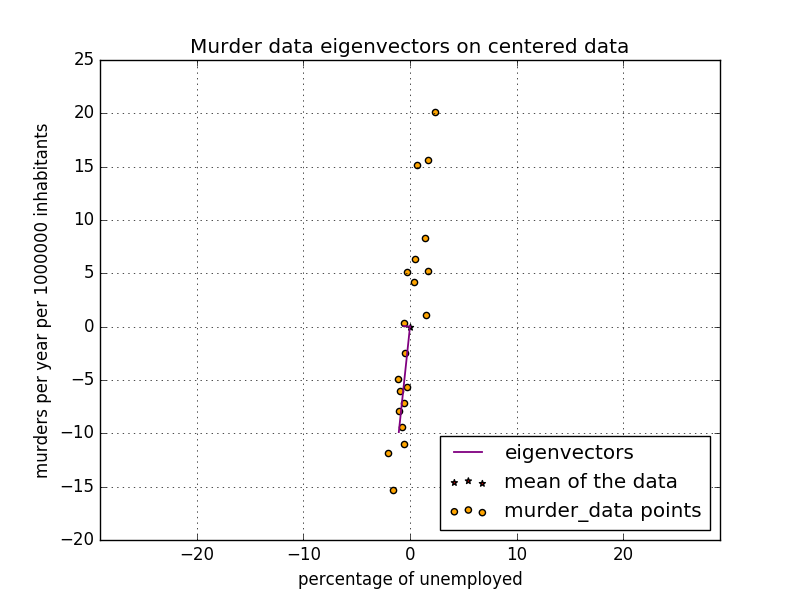 Murder data eigenvectors on centered data
murders per year per 1000000 inhabitants
25
20
15
10
5
0
−5
−10
−15
−20
eigenvectors
mean of the data
murder_data points
−20 −10 0 10 20
percentage of unemployed